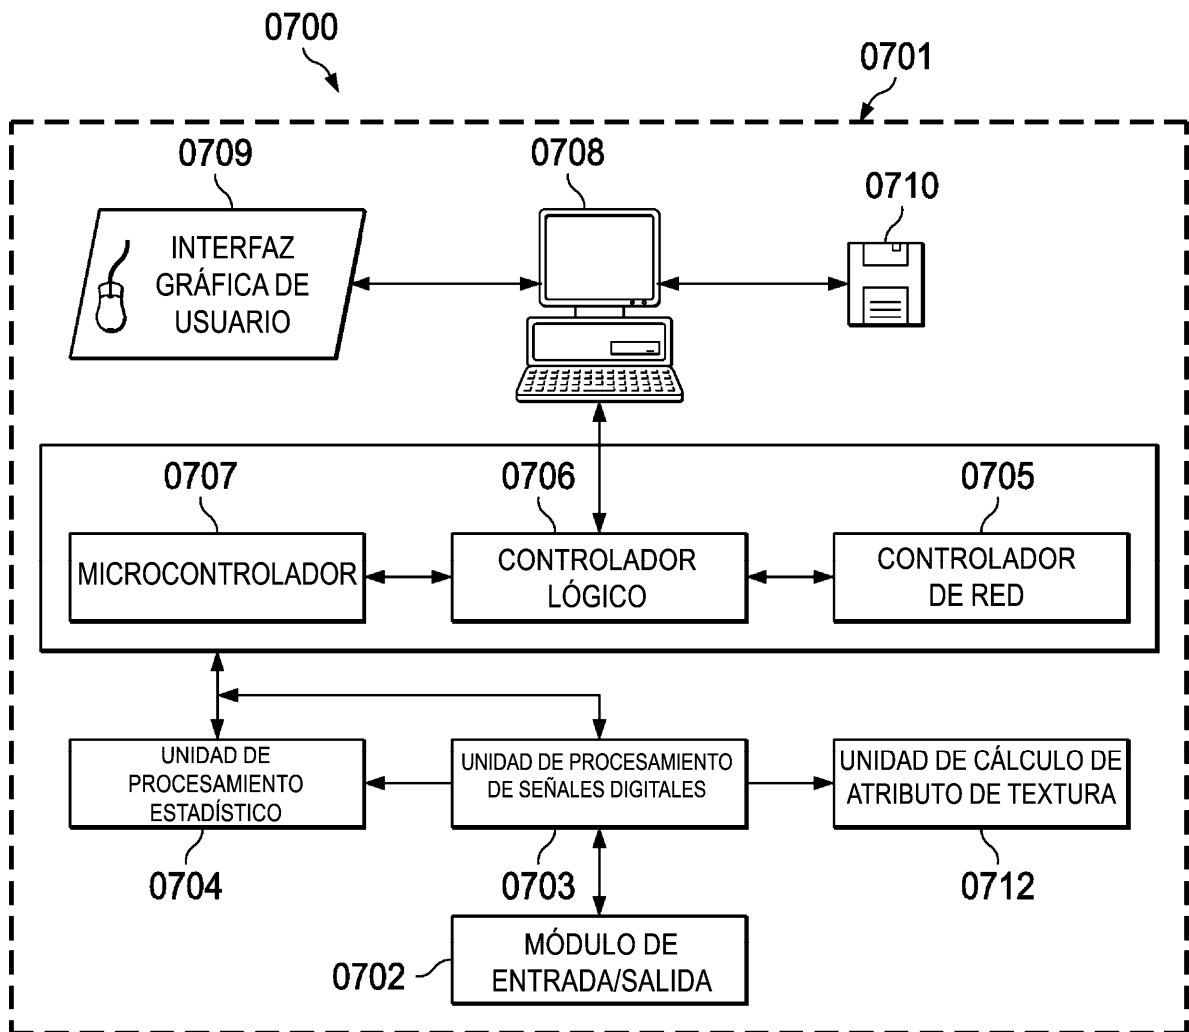 0700
0701
0709
0708
0710
INTERFAZ
GRÁFICA DE
USUARIO
0707
0706
0705
MICROCONTROLADOR
CONTROLADOR
LÓGICO
CONTROLADOR
DE RED
UNIDAD DE
PROCESAMIENTO
ESTADÍSTICO
UNIDAD DE PROCESAMIENTO
DE SEÑALES DIGITALES
UNIDAD DE CÁLCULO DE
ATRIBUTO DE TEXTURA
0704
0703
0712
0702
MÓDULO DE
ENTRADA/SALIDA